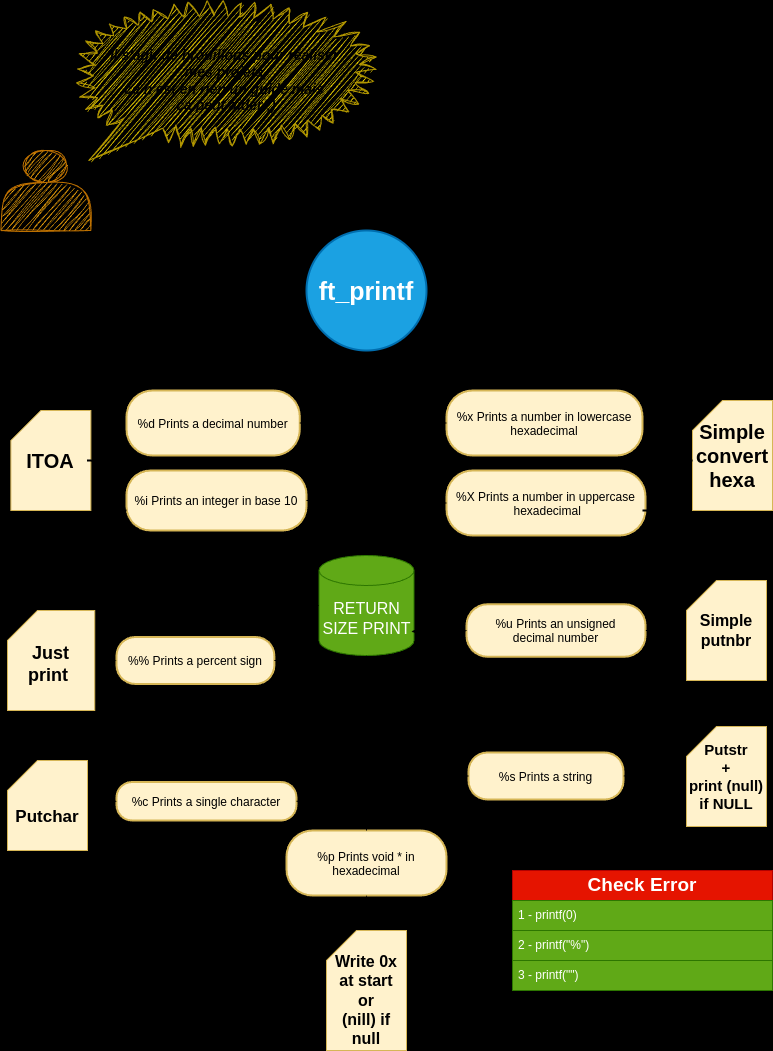 ft_printf
%d Prints a decimal number
%x Prints a number in lowercase
hexadecimal
ITOA
Simple
convert
hexa
%i Prints an integer in base 10
%X Prints a number in uppercase
hexadecimal
RETURN
SIZE PRINT
%u Prints an unsigned
decimal number
Simple
putnbr
Just
print
%% Prints a percent sign
Putstr
+
print (null)
if NULL
%s Prints a string
Putchar
%c Prints a single character
%p Prints void * in
hexadecimal
Check Error
1 - printf(0)
2 - printf("%")
3 - printf("")
Write 0x
at start
or
(nill) if
null